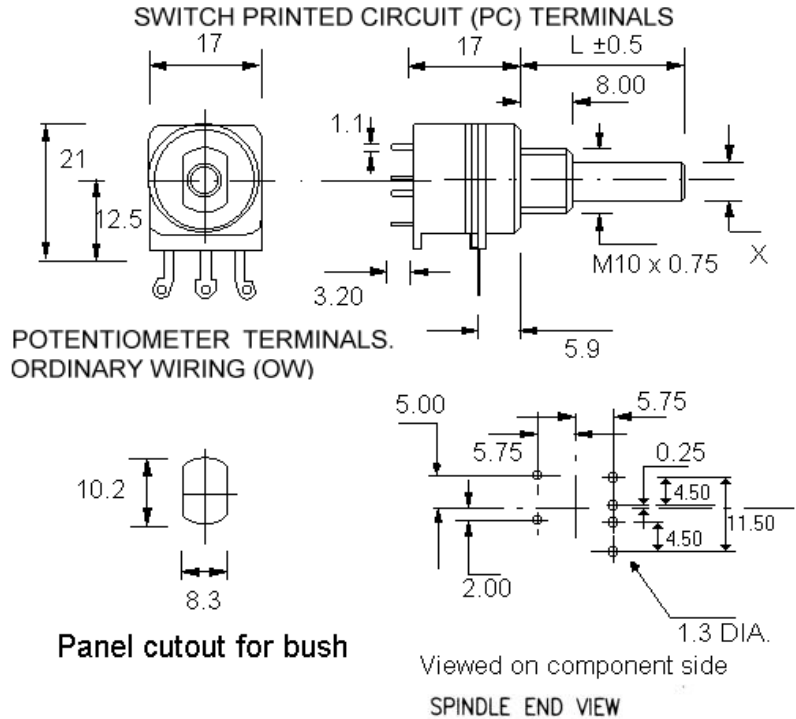 SWITCH PRINTED CIRCUIT (PC) TERMINALS
17
17
L ±0.5
8.00
1.1
21
12.5
M10 x 0.75
X
3.20
5.9
POTENTIOMETER TERMINALS.
ORDINARY WIRING (OW)
5.00
5.75
5.75
0.25
10.2
4.50
11.50
4.50
2.00
8.3
1.3 DIA.
Panel cutout for bush
Viewed on component side
SPINDLE END VIEW